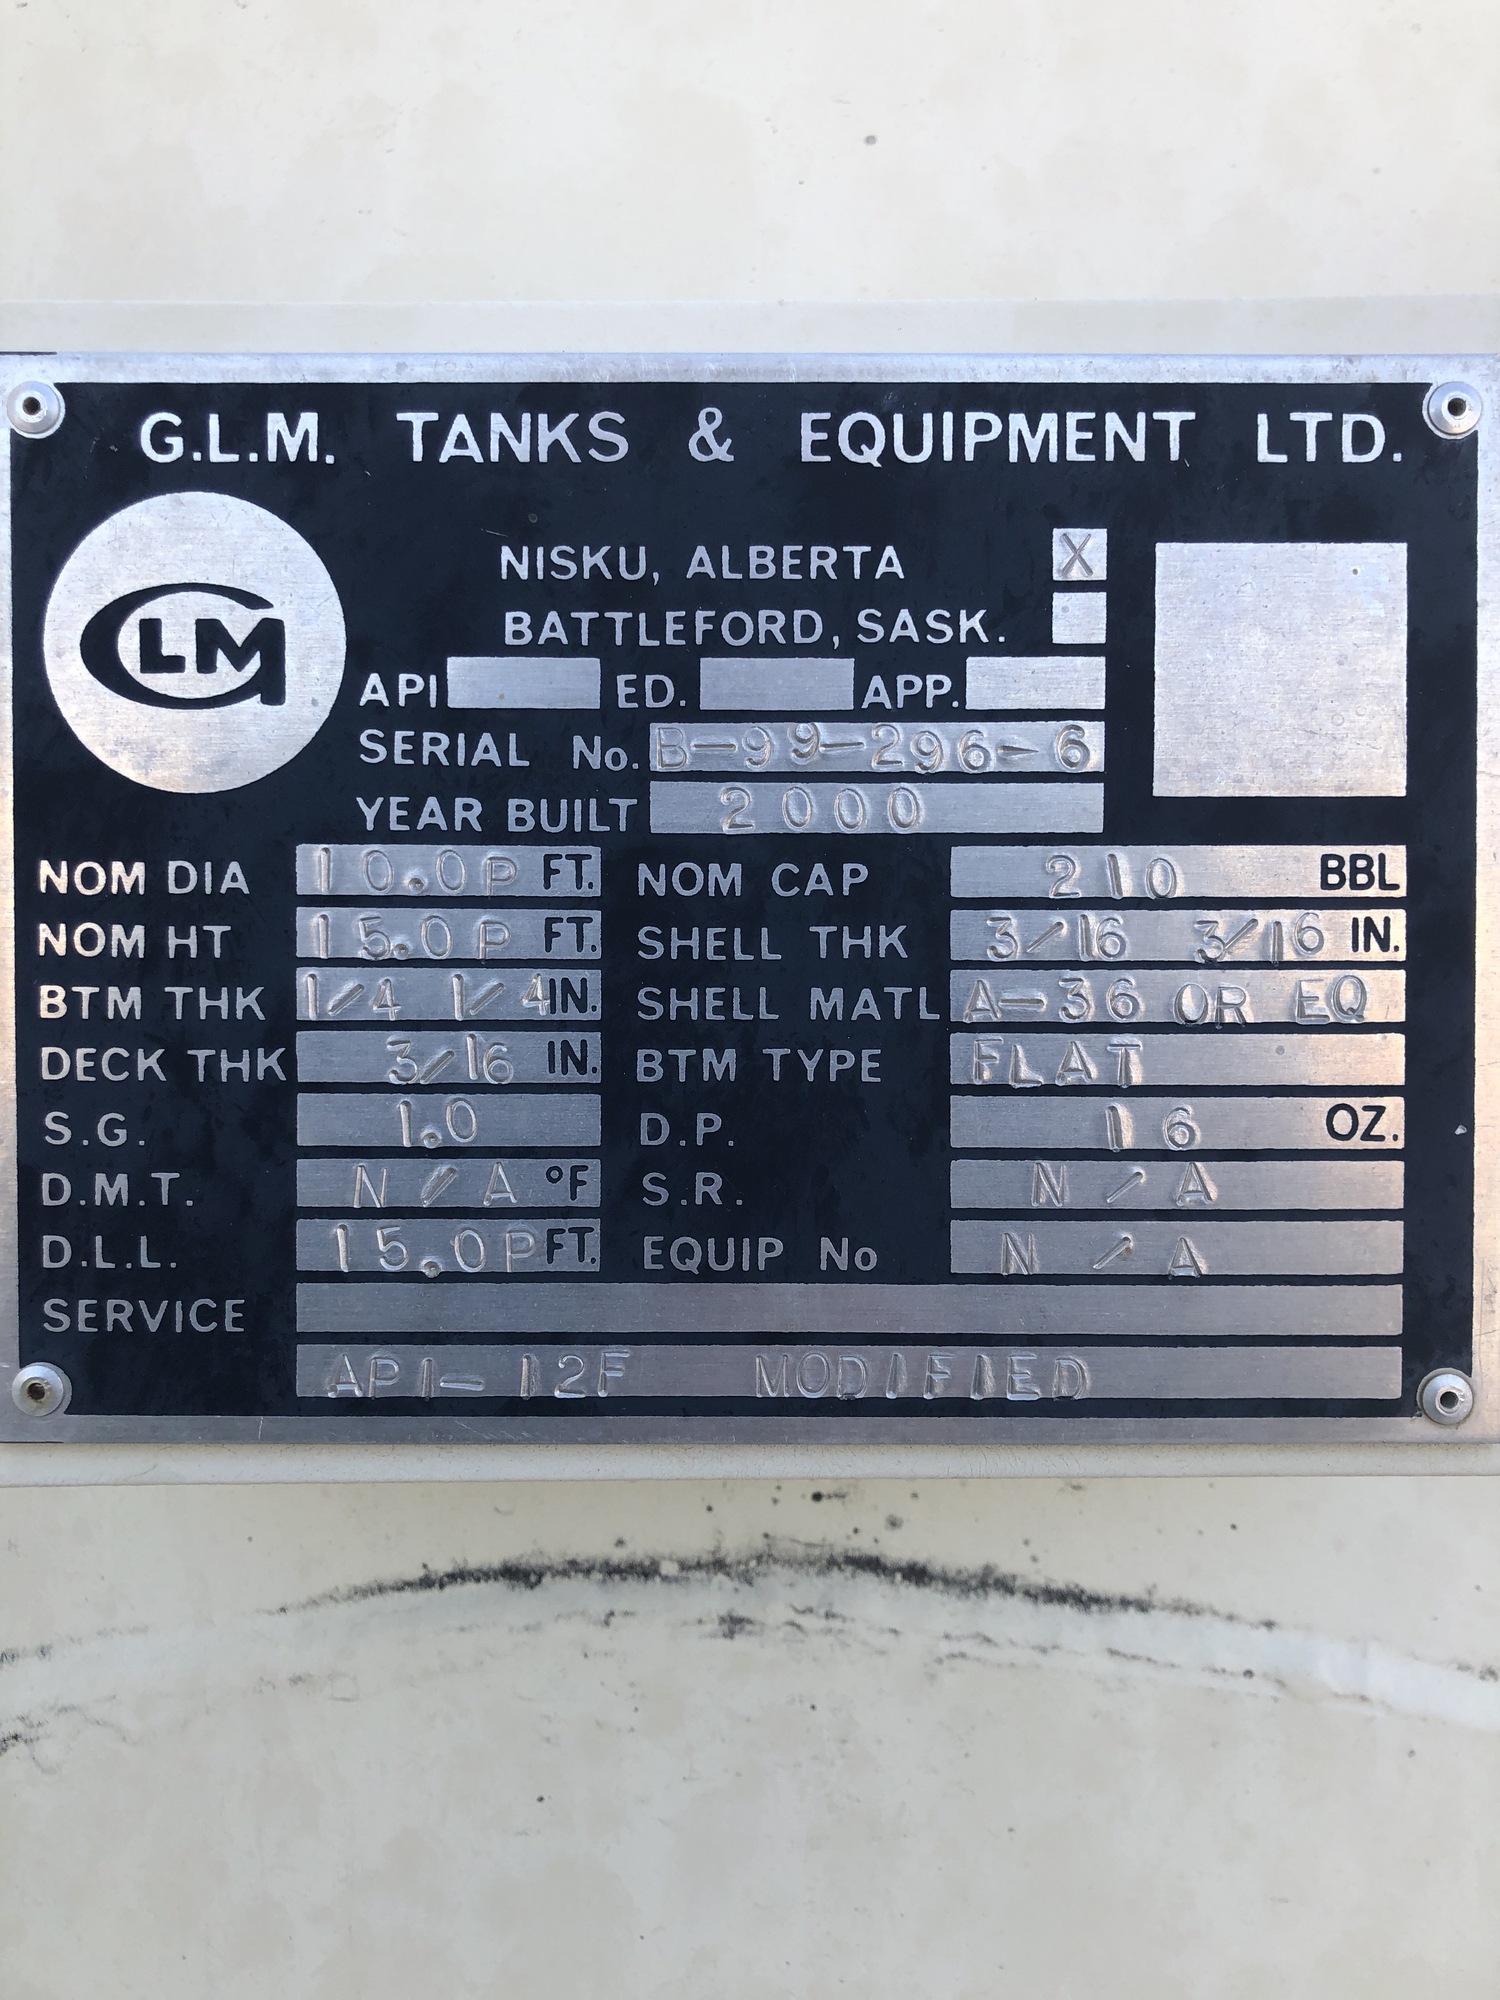 G.L.M. TANKS & EQUIPMENT LTD.
GLM
NISKU, ALBERTA X
BATTLEFORD, SASK.
API ED. APP.
SERIAL No. B-99-296-6
YEAR BUILT 2000
NOM DIA 10.0P FT. NOM CAP 210 BBL
NOM HT 15.0P FT. SHELL THK 3/16 3/16 IN.
BTM THK 1/4 1/4 IN. SHELL MATL A-36 OR EQ
DECK THK 3/16 IN. BTM TYPE FLAT
S.G. 1.0 D.P. 16 OZ.
D.M.T. N/A °F S.R. N/A
D.L.L. 15.0P FT. EQUIP No N/A
SERVICE
API-12F MODIFIED